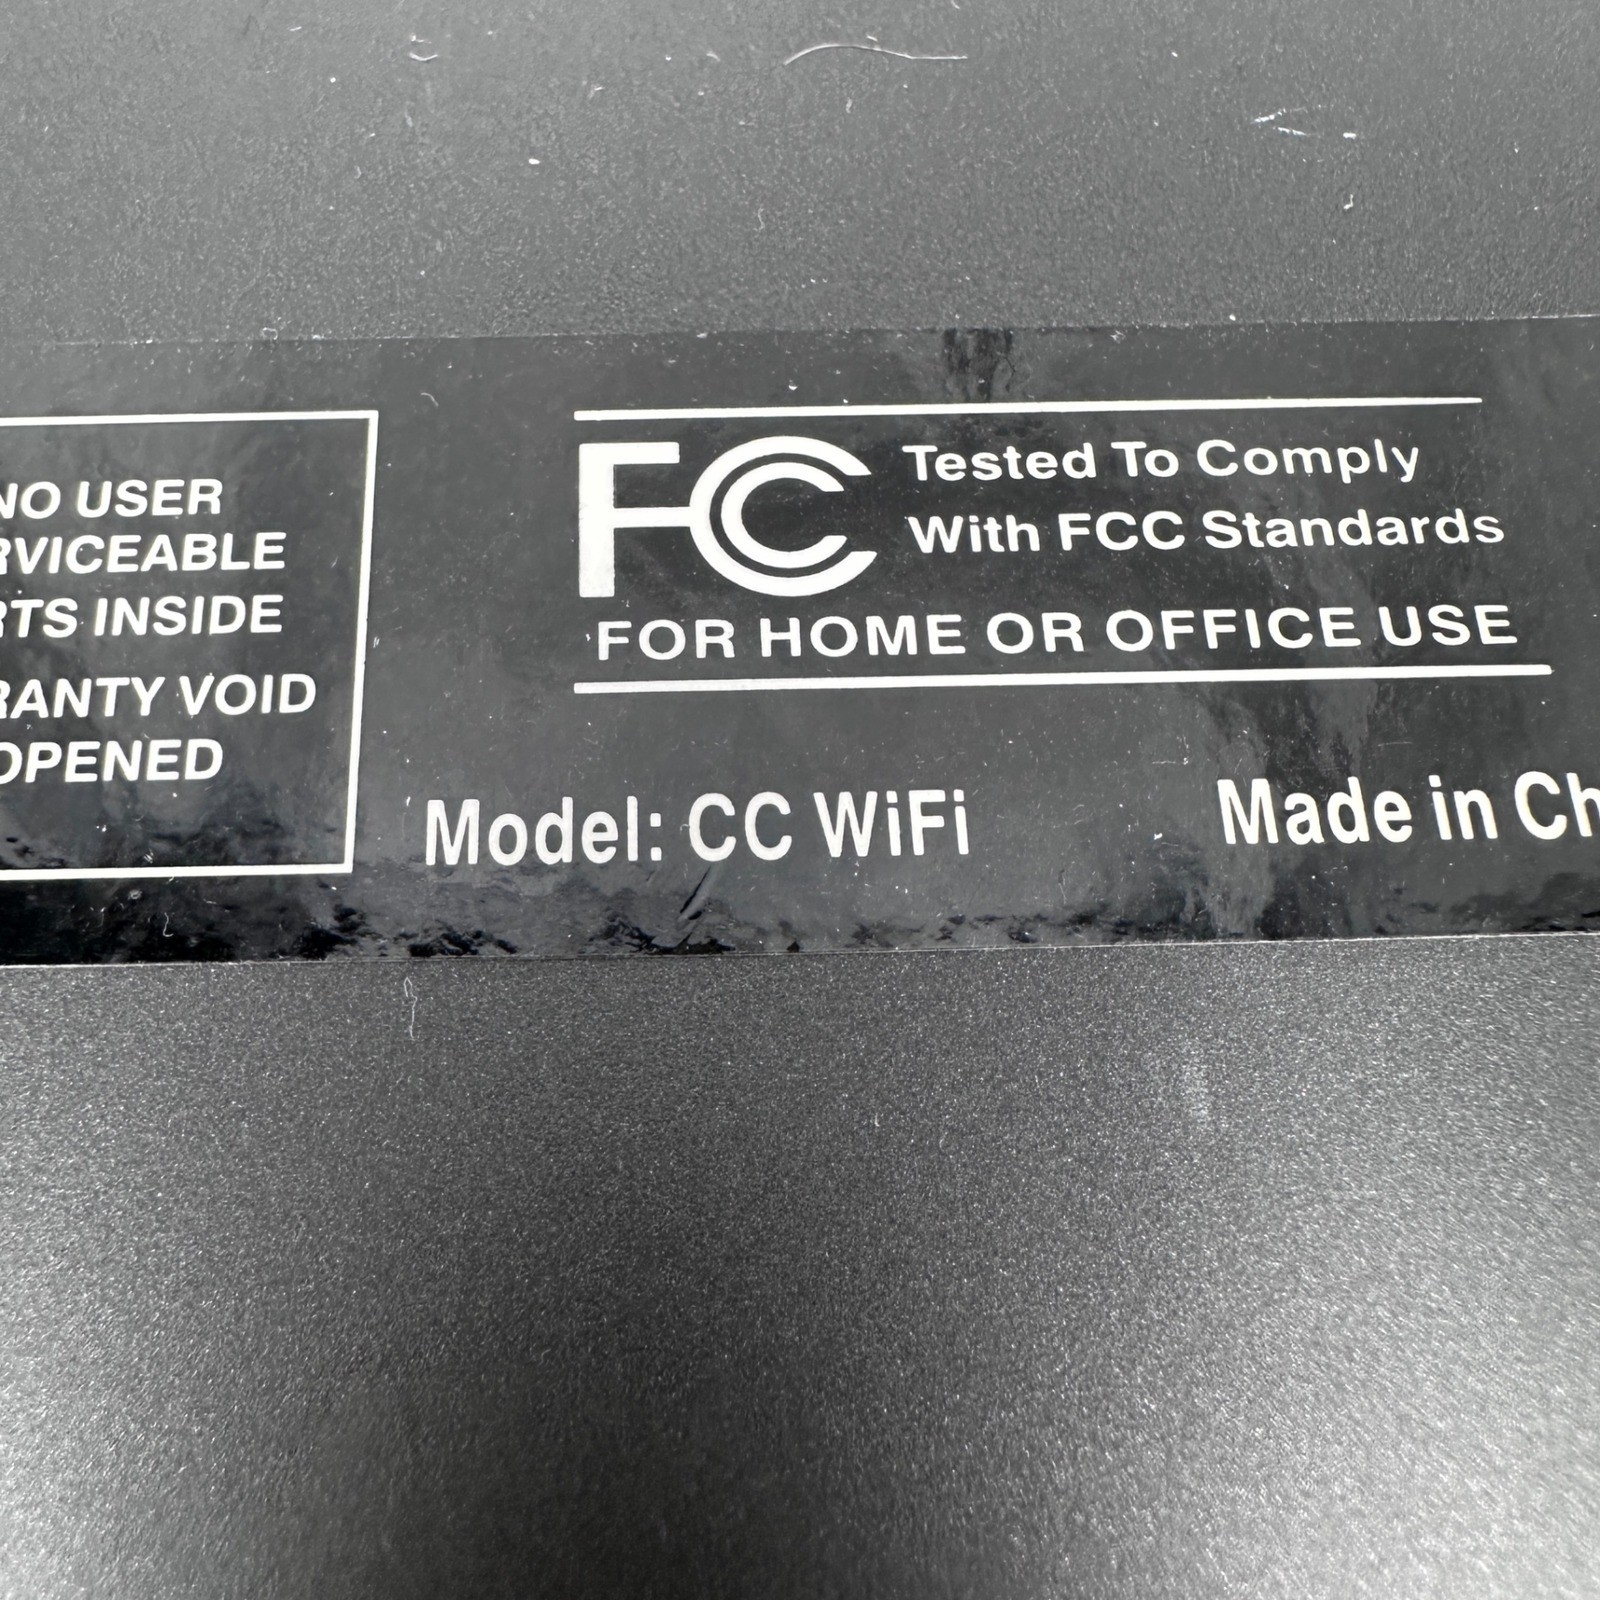 NO USER
RVICEABLE
RTS INSIDE
RANTY VOID
OPENED
FC Tested To Comply
With FCC Standards
FOR HOME OR OFFICE USE
Model: CC WiFi
Made in Ch